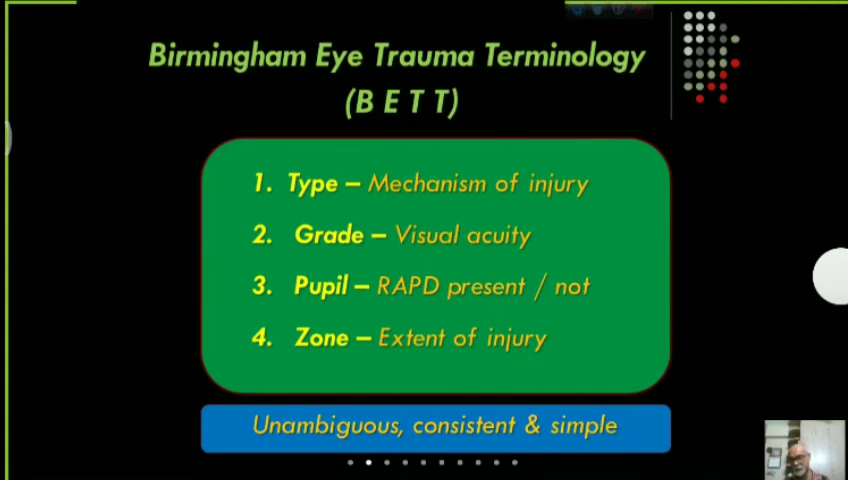 Birmingham Eye Trauma Terminology
(B E T T)
1. Type – Mechanism of injury
2. Grade – Visual acuity
3. Pupil – RAPD present / not
4. Zone – Extent of injury
Unambiguous, consistent & simple